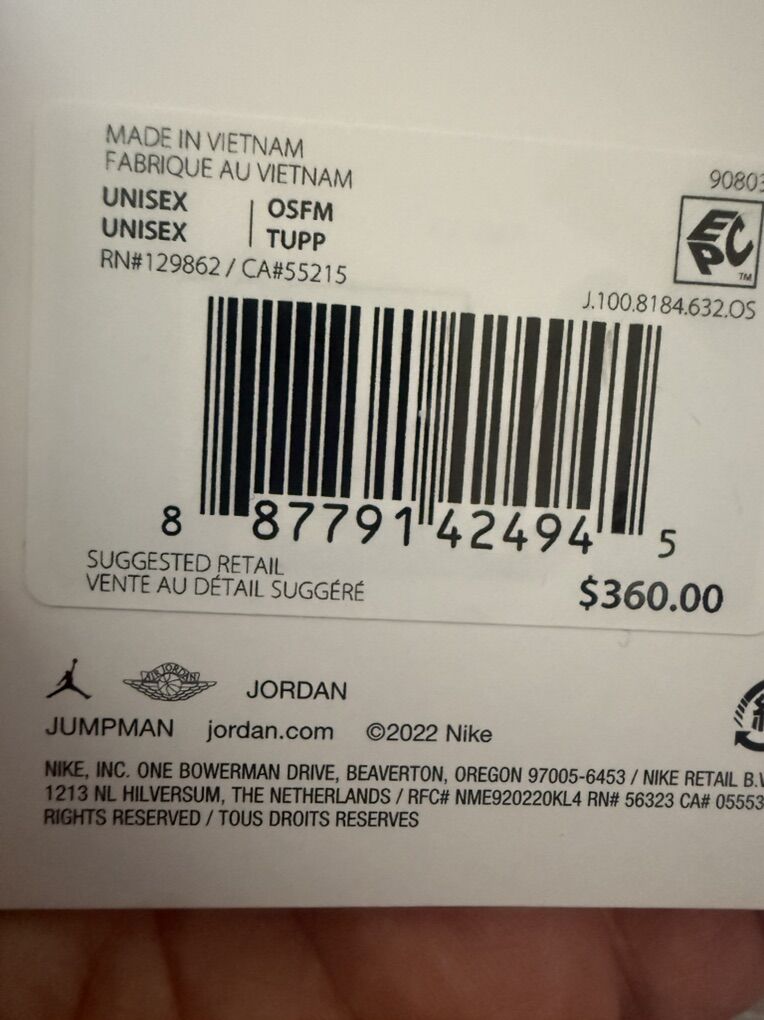 MADE IN VIETNAM
FABRIQUE AU VIETNAM
90803
UNISEX | OSFM
UNISEX | TUPP
EPC TM
RN#129862 / CA#55215
J.100.8184.632.OS
8 87791 42494 5
SUGGESTED RETAIL
VENTE AU DÉTAIL SUGGÉRÉ
$360.00
AIR JORDAN
JORDAN
JUMPMAN jordan.com ©2022 Nike
NIKE, INC. ONE BOWERMAN DRIVE, BEAVERTON, OREGON 97005-6453 / NIKE RETAIL B.V
1213 NL HILVERSUM, THE NETHERLANDS / RFC# NME920220KL4 RN# 56323 CA# 05553
RIGHTS RESERVED / TOUS DROITS RESERVES